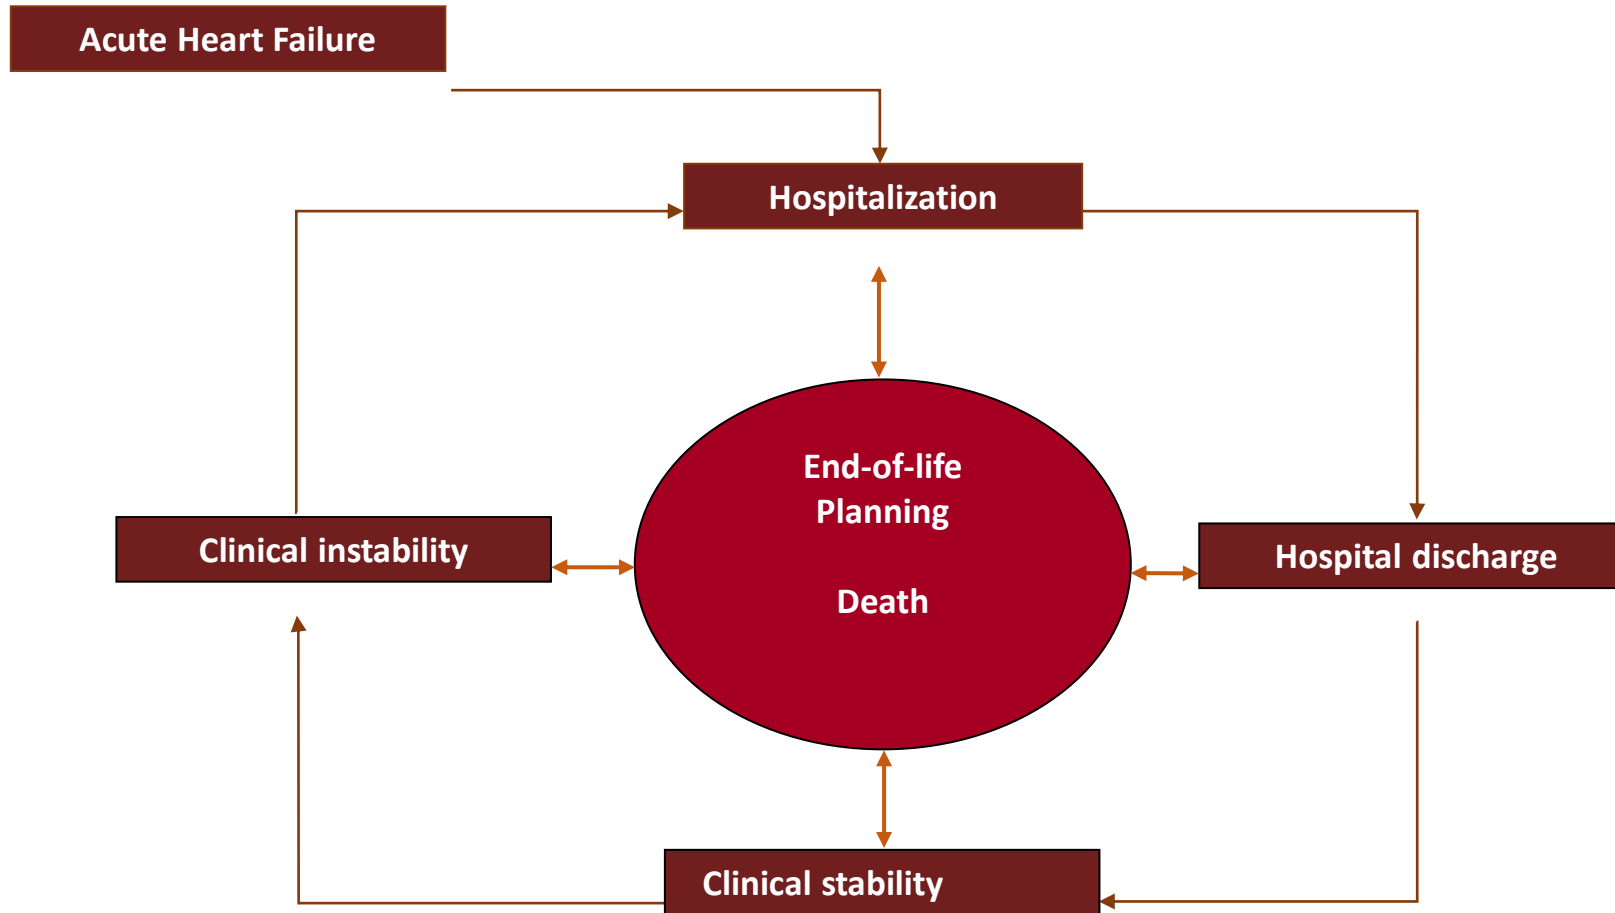 Acute Heart Failure
Hospitalization
End-of-life
Planning
Death
Clinical instability
Hospital discharge
Clinical stability